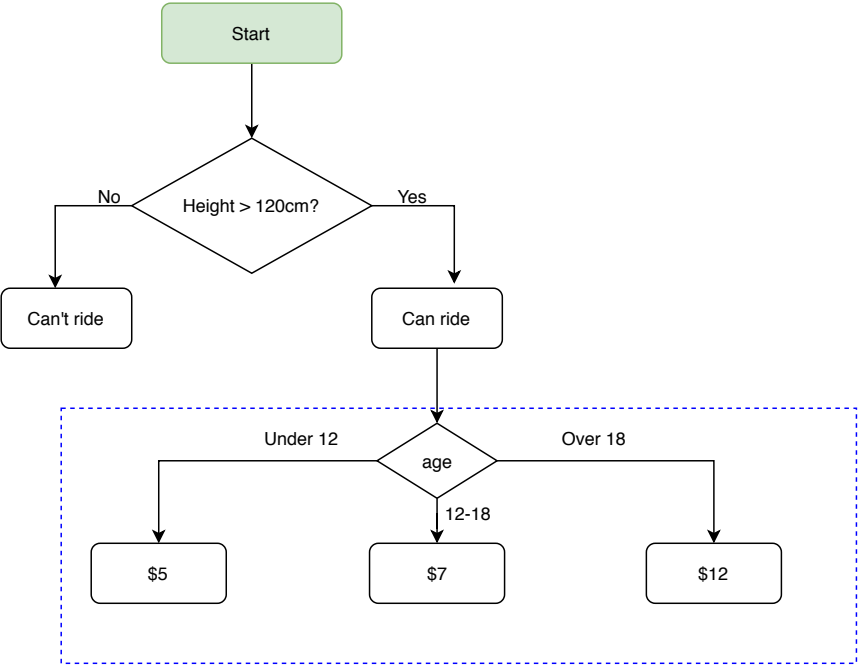 Start
Height > 120cm?
No
Yes
Can't ride
Can ride
age
Under 12
12-18
Over 18
$5
$7
$12